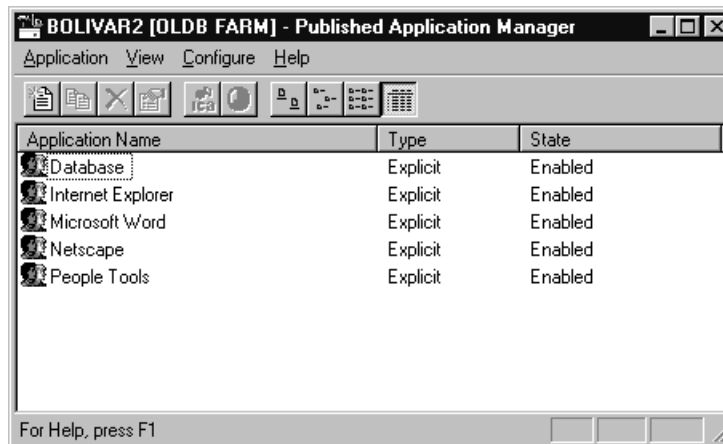 BOLIVAR2 [OLDB FARM] - Published Application Manager
Application View Configure Help
ica
Application Name Type State
Database Explicit Enabled
Internet Explorer Explicit Enabled
Microsoft Word Explicit Enabled
Netscape Explicit Enabled
People Tools Explicit Enabled
For Help, press F1